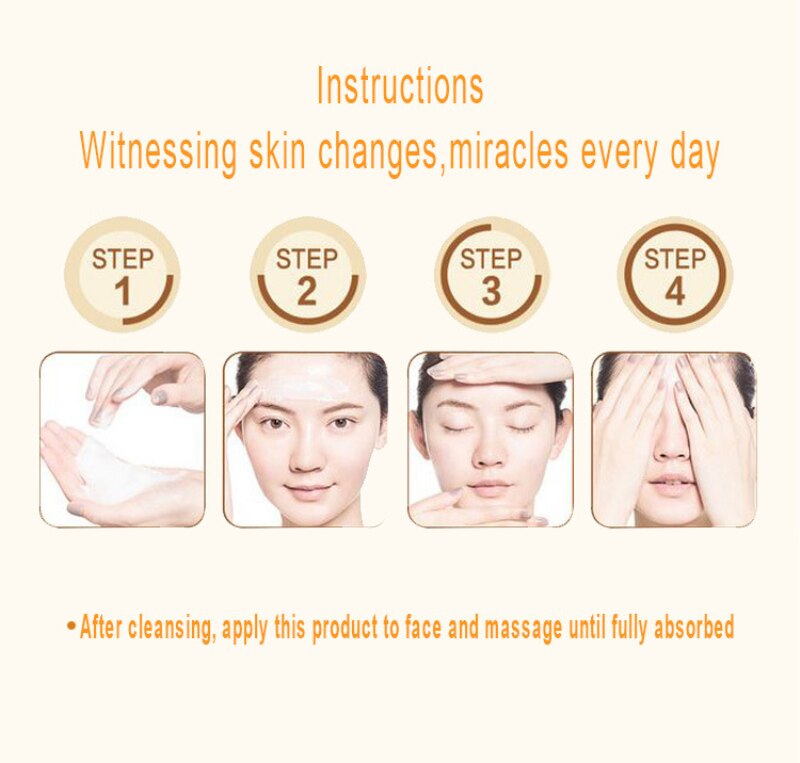 Instructions
Witnessing skin changes,miracles every day
STEP
1
STEP
2
STEP
3
STEP
4
•After cleansing, apply this product to face and massage until fully absorbed